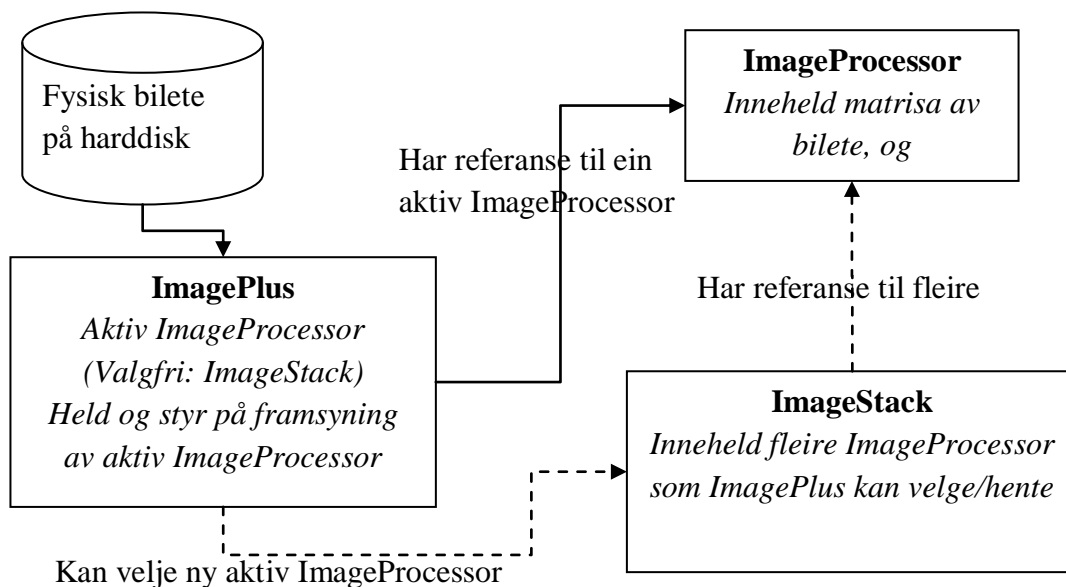 Fysisk bilete
på harddisk
ImageProcessor
Inneheld matrisa av
bilete, og
Har referanse til ein
aktiv ImageProcessor
ImagePlus
Aktiv ImageProcessor
(Valgfri: ImageStack)
Held og styr på framsyning
av aktiv ImageProcessor
Har referanse til fleire
ImageStack
Inneheld fleire ImageProcessor
som ImagePlus kan velge/hente
Kan velje ny aktiv ImageProcessor